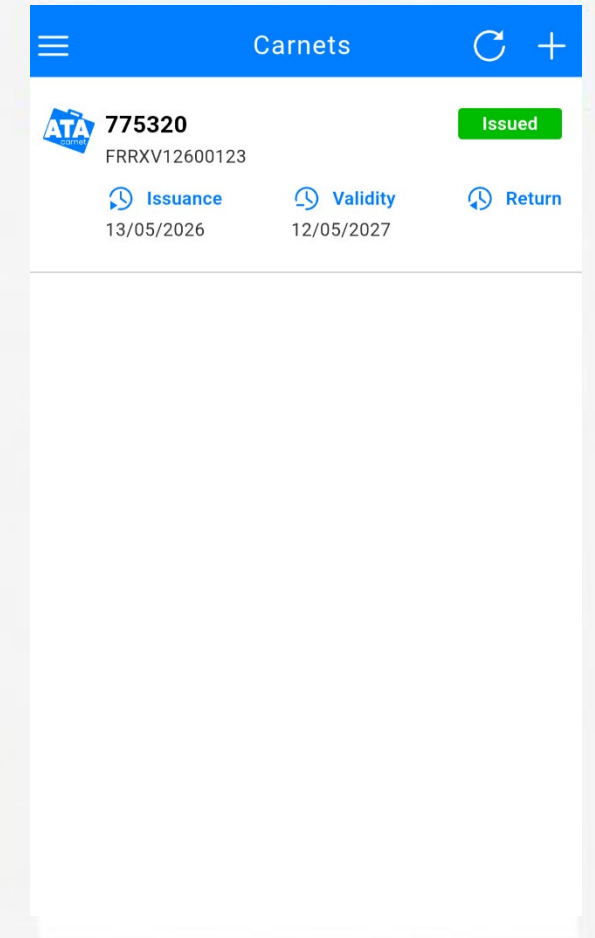 Carnets
ATA
carnet
775320
Issued
FRRXV12600123
Issuance Validity Return
13/05/2026 12/05/2027